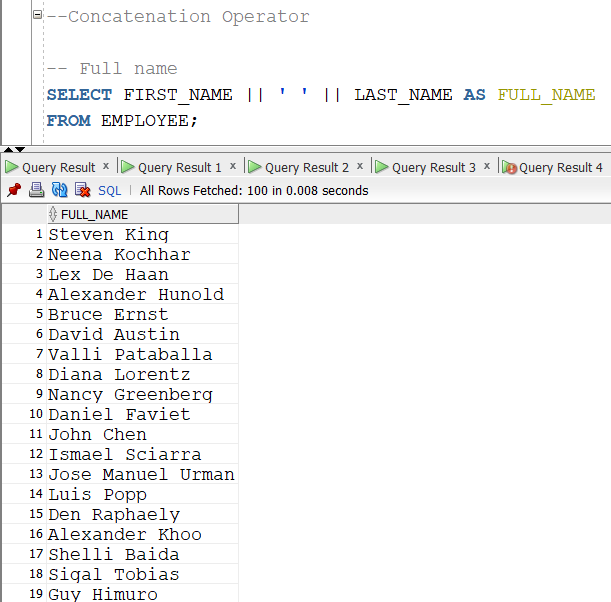 --Concatenation Operator
-- Full name
SELECT FIRST_NAME || ' ' || LAST_NAME AS FULL_NAME
FROM EMPLOYEE;
Query Result x Query Result 1 x Query Result 2 x Query Result 3 x Query Result 4
SQL | All Rows Fetched: 100 in 0.008 seconds
FULL_NAME
1 Steven King
2 Neena Kochhar
3 Lex De Haan
4 Alexander Hunold
5 Bruce Ernst
6 David Austin
7 Valli Pataballa
8 Diana Lorentz
9 Nancy Greenberg
10 Daniel Faviet
11 John Chen
12 Ismael Sciarra
13 Jose Manuel Urman
14 Luis Popp
15 Den Raphaely
16 Alexander Khoo
17 Shelli Baida
18 Sigal Tobias
19 Guy Himuro